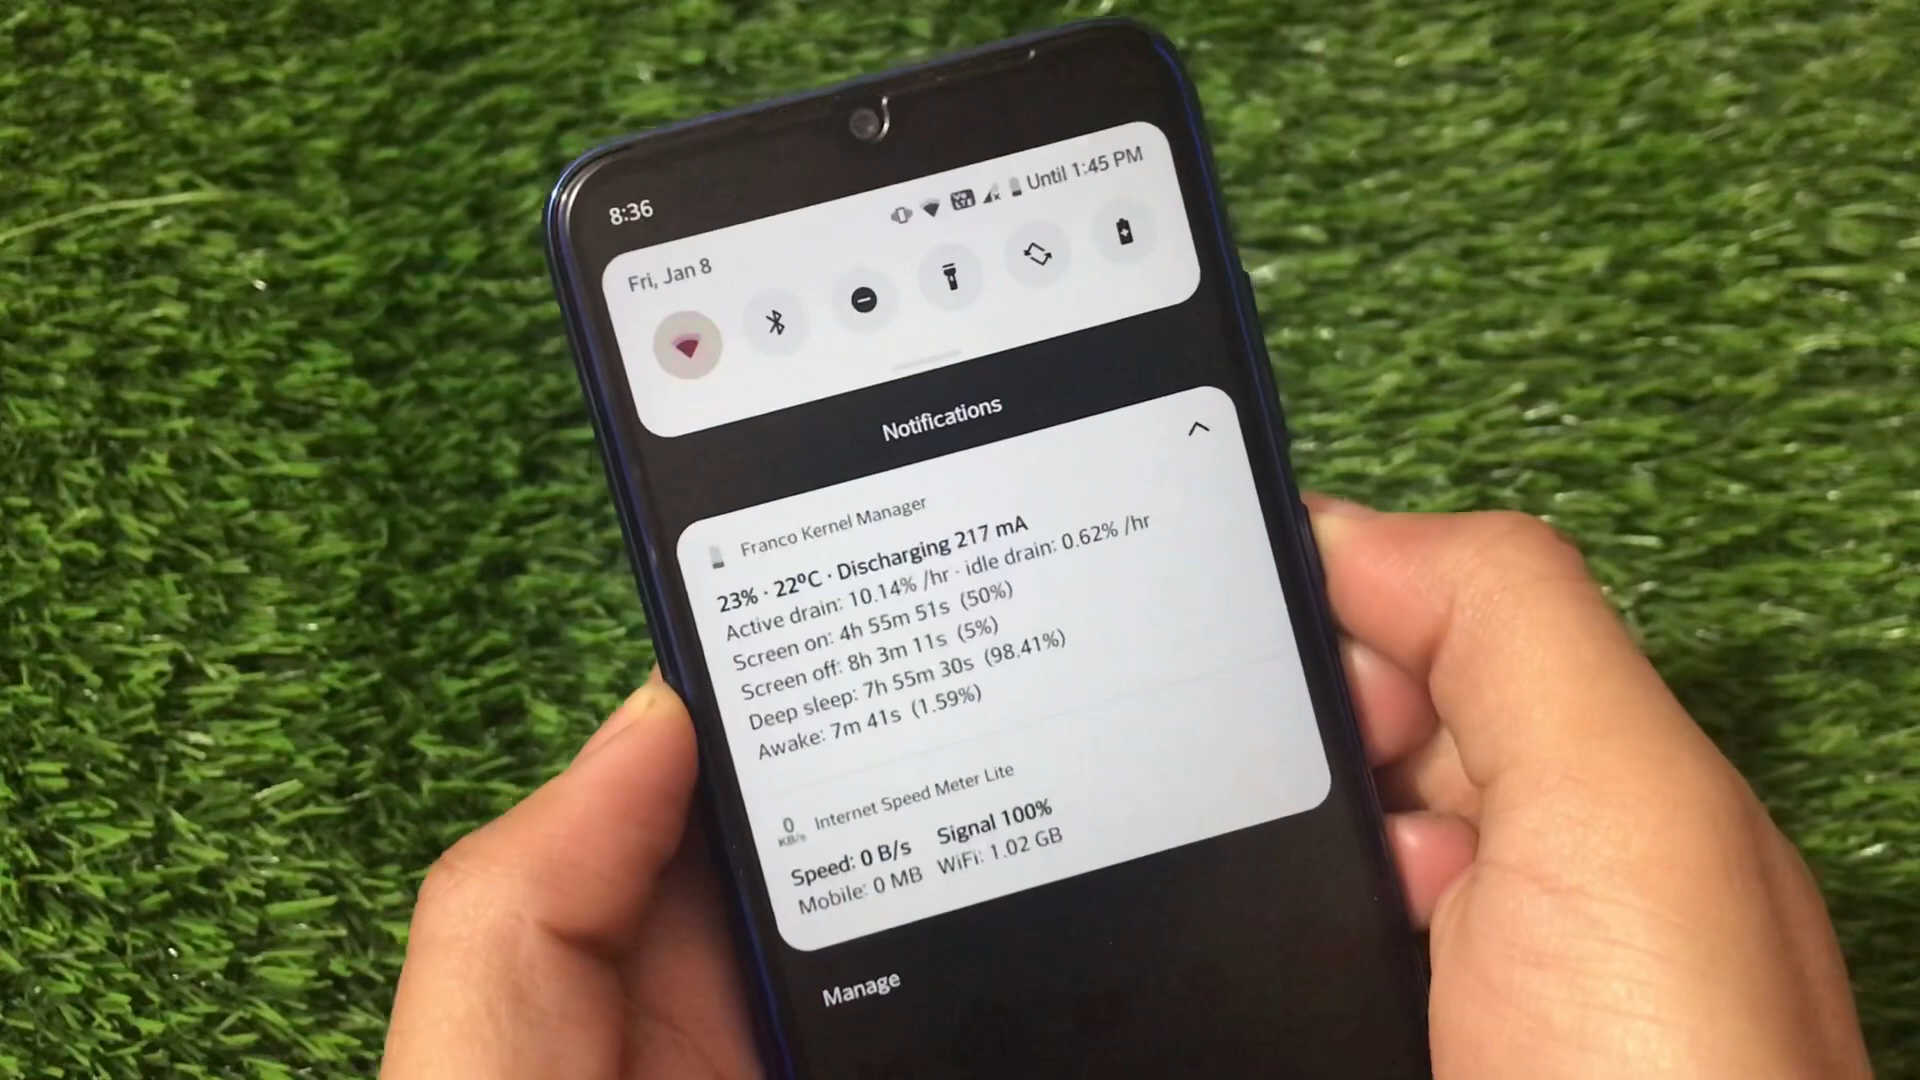 8:36
Until 1:45 PM
Fri, Jan 8
Notifications
Franco Kernel Manager
23% · 22ºC · Discharging 217 mA
Active drain: 10.14% /hr · idle drain: 0.62% /hr
Screen on: 4h 55m 51s (50%)
Screen off: 8h 3m 11s (5%)
Deep sleep: 7h 55m 30s (98.41%)
Awake: 7m 41s (1.59%)
0 KB/s Internet Speed Meter Lite
Speed: 0 B/s Signal 100%
Mobile: 0 MB WiFi: 1.02 GB
Manage